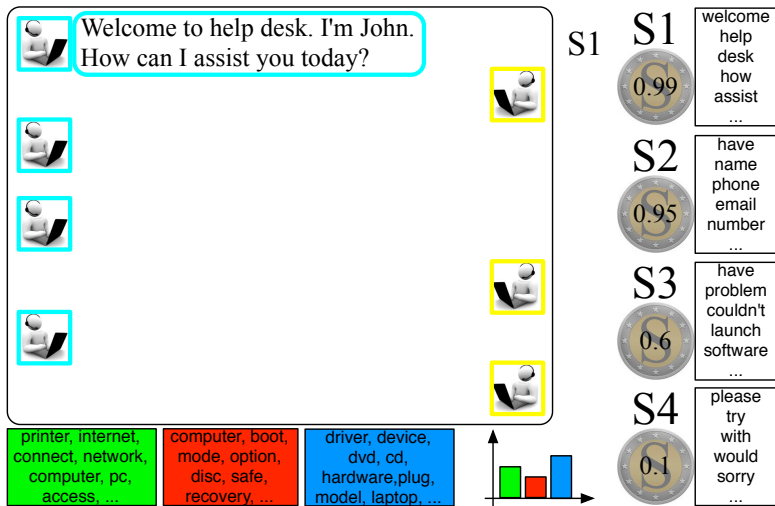 Welcome to help desk. I'm John.
How can I assist you today?
S1
S1
0.99
welcome
help
desk
how
assist
...
S2
0.95
have
name
phone
email
number
...
S3
0.6
have
problem
couldn't
launch
software
...
S4
0.1
please
try
with
would
sorry
...
printer, internet,
connect, network,
computer, pc,
access, ...
computer, boot,
mode, option,
disc, safe,
recovery, ...
driver, device,
dvd, cd,
hardware,plug,
model, laptop, ...